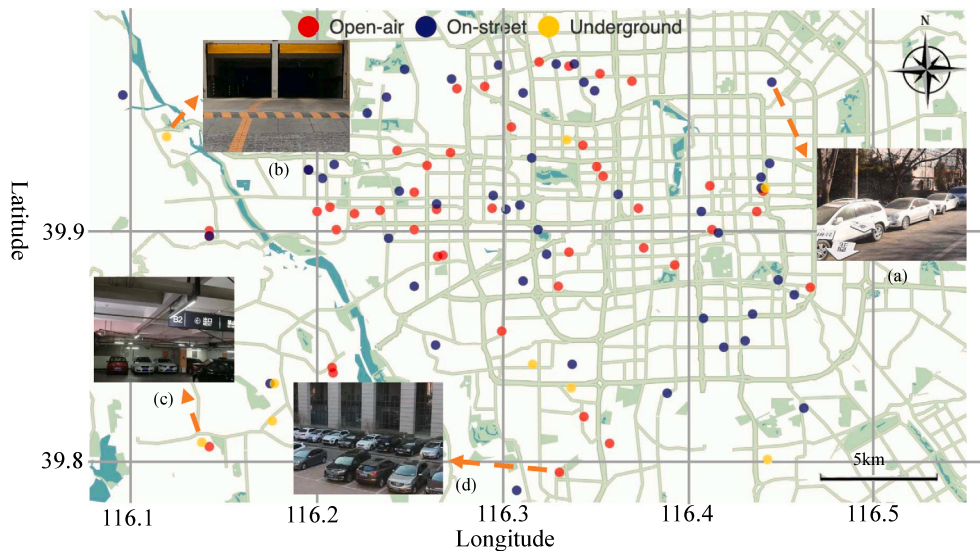 Open-air On-street Underground
N
(b)
Latitude
(a)
39.9
B2
(c)
(d)
39.8
5km
116.1 116.2 116.3 116.4 116.5
Longitude